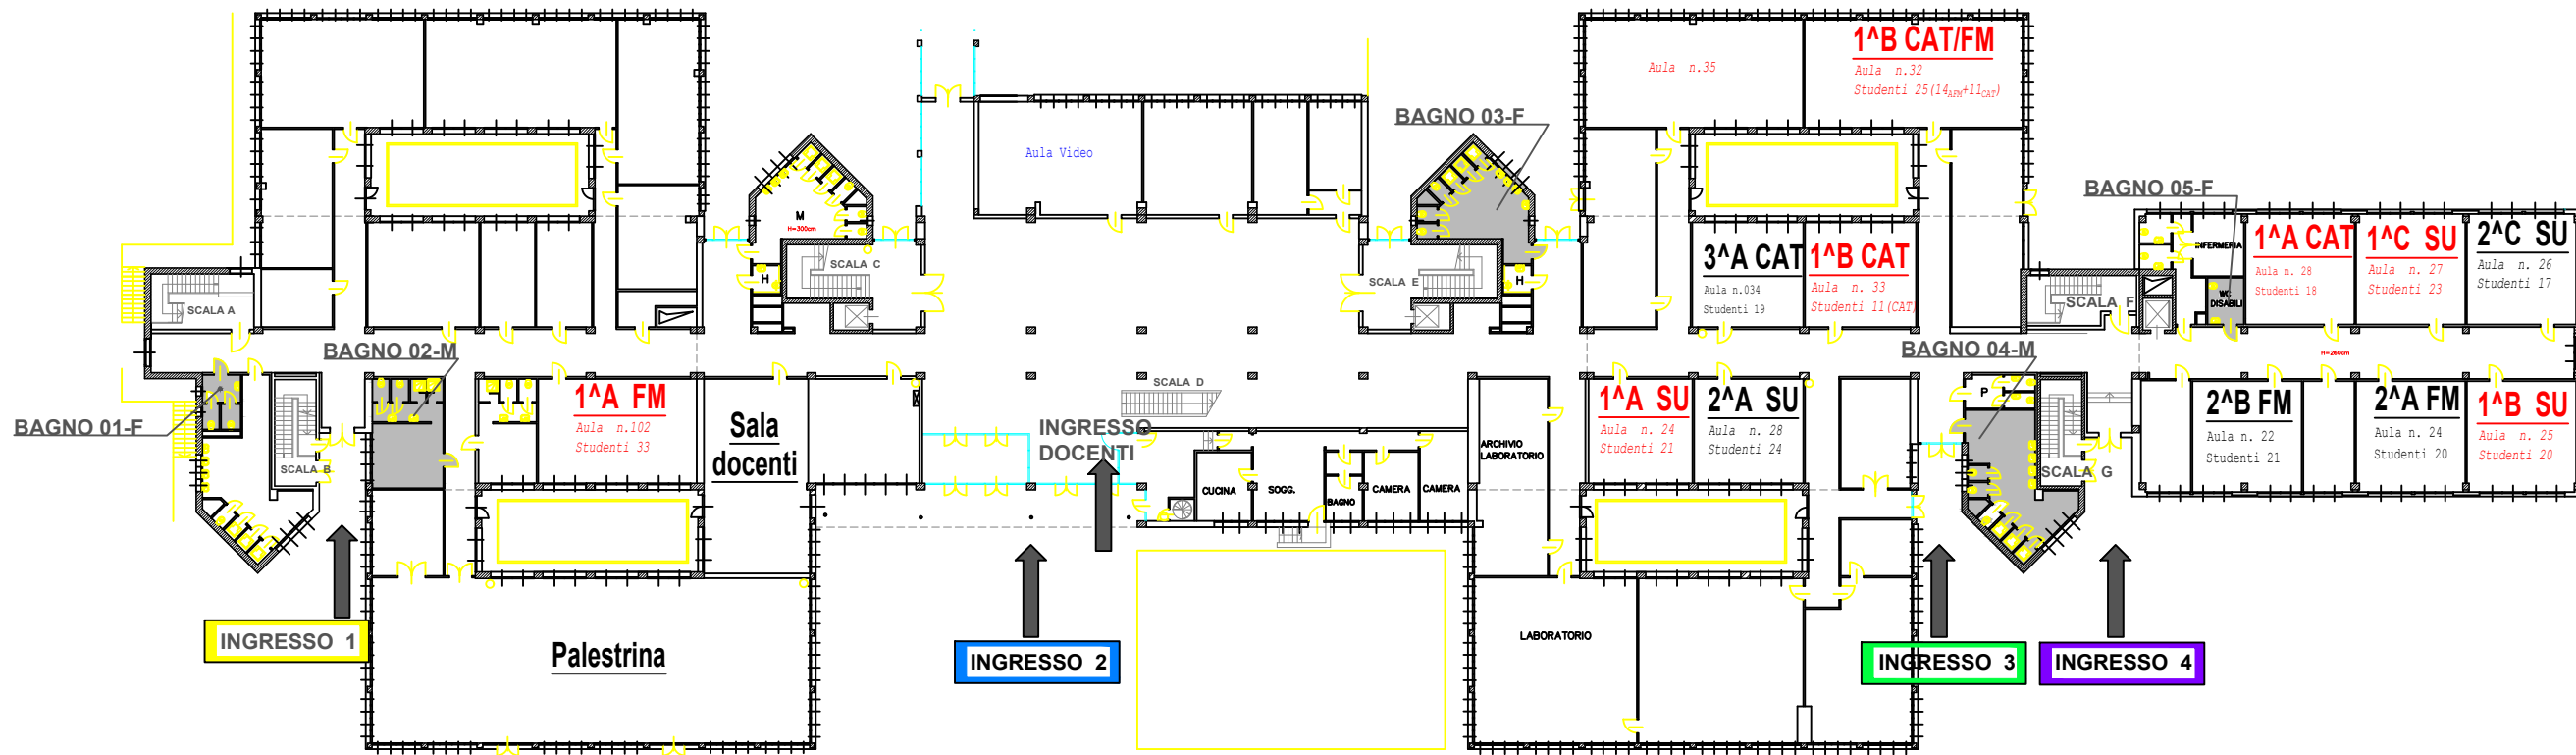 1^B CAT/FM
Aula n.32
Studenti 25(14AFM+11CAT)
Aula n.35
BAGNO 03-F
Aula Video
M
H=300cm
H
SCALA C
SCALA A
SCALA E
H
3^A CAT
Aula n.034
Studenti 19
1^B CAT
Aula n. 33
Studenti 11(CAT)
BAGNO 05-F
INFERMERIA
WC
DISABILI
SCALA F
1^A CAT
Aula n. 28
Studenti 18
1^C SU
Aula n. 27
Studenti 23
2^C SU
Aula n. 26
Studenti 17
H=260cm
BAGNO 02-M
BAGNO 01-F
SCALA B
1^A FM
Aula n.102
Studenti 33
Sala
docenti
SCALA D
INGRESSO
DOCENTI
CUCINA
SOGG.
BAGNO
CAMERA
CAMERA
ARCHIVIO
LABORATORIO
1^A SU
Aula n. 24
Studenti 21
2^A SU
Aula n. 28
Studenti 24
BAGNO 04-M
P
SCALA G
2^B FM
Aula n. 22
Studenti 21
2^A FM
Aula n. 24
Studenti 20
1^B SU
Aula n. 25
Studenti 20
INGRESSO 1
Palestrina
INGRESSO 2
LABORATORIO
INGRESSO 3
INGRESSO 4